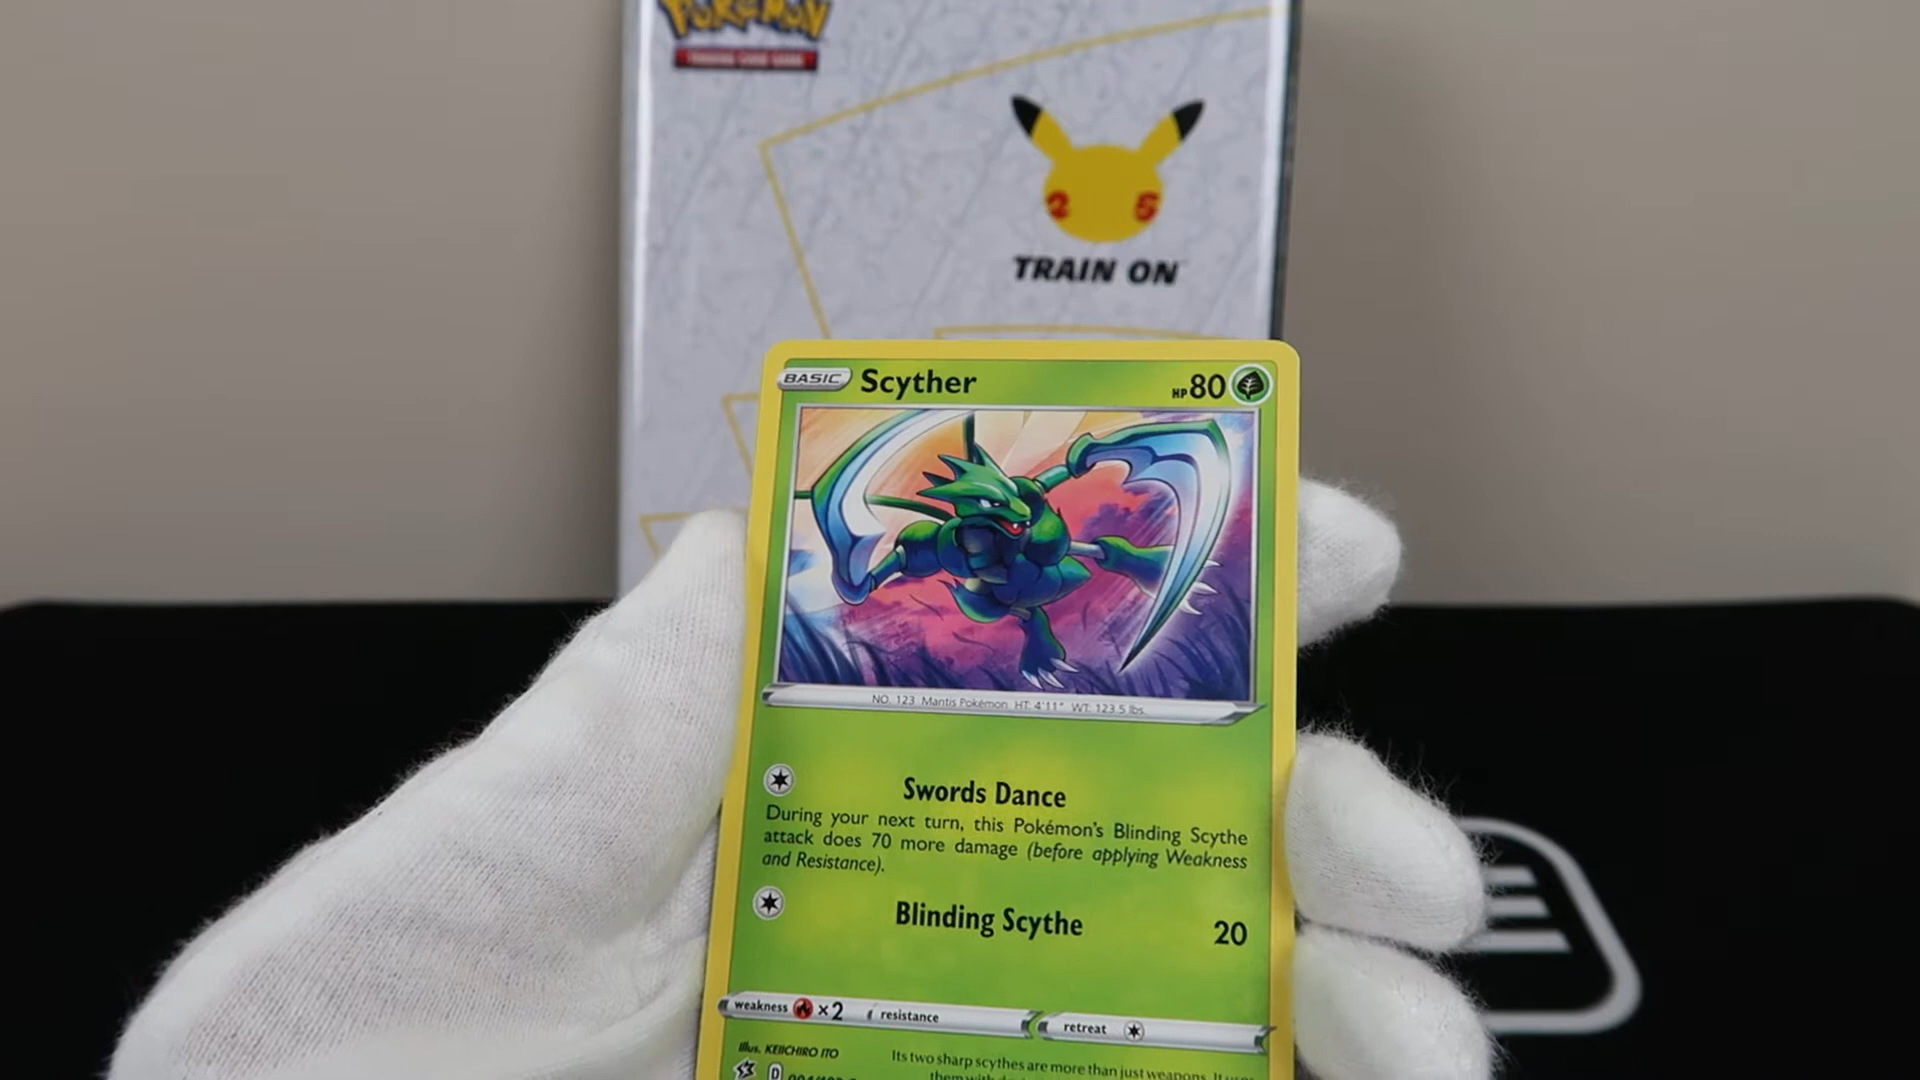 POKÉMON
TRADING CARD GAME
2 5
TRAIN ON
BASIC Scyther HP 80
NO. 123 Mantis Pokémon HT: 4'11" WT: 123.5 lbs.
Swords Dance
During your next turn, this Pokémon's Blinding Scythe
attack does 70 more damage (before applying Weakness
and Resistance).
Blinding Scythe 20
weakness ×2 resistance retreat
Illus. KEIICHIRO ITO
Its two sharp scythes are more than just weapons. It uses
D